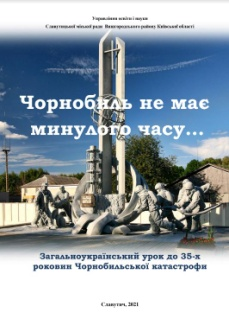 Управління освіти і науки
Славутицької міської ради Вишгородського району Київської області
Чорнобиль не має
минулого часу...
Загальноукраїнський урок до 35-х
роковин Чорнобильської катастрофи
Славутич, 2021